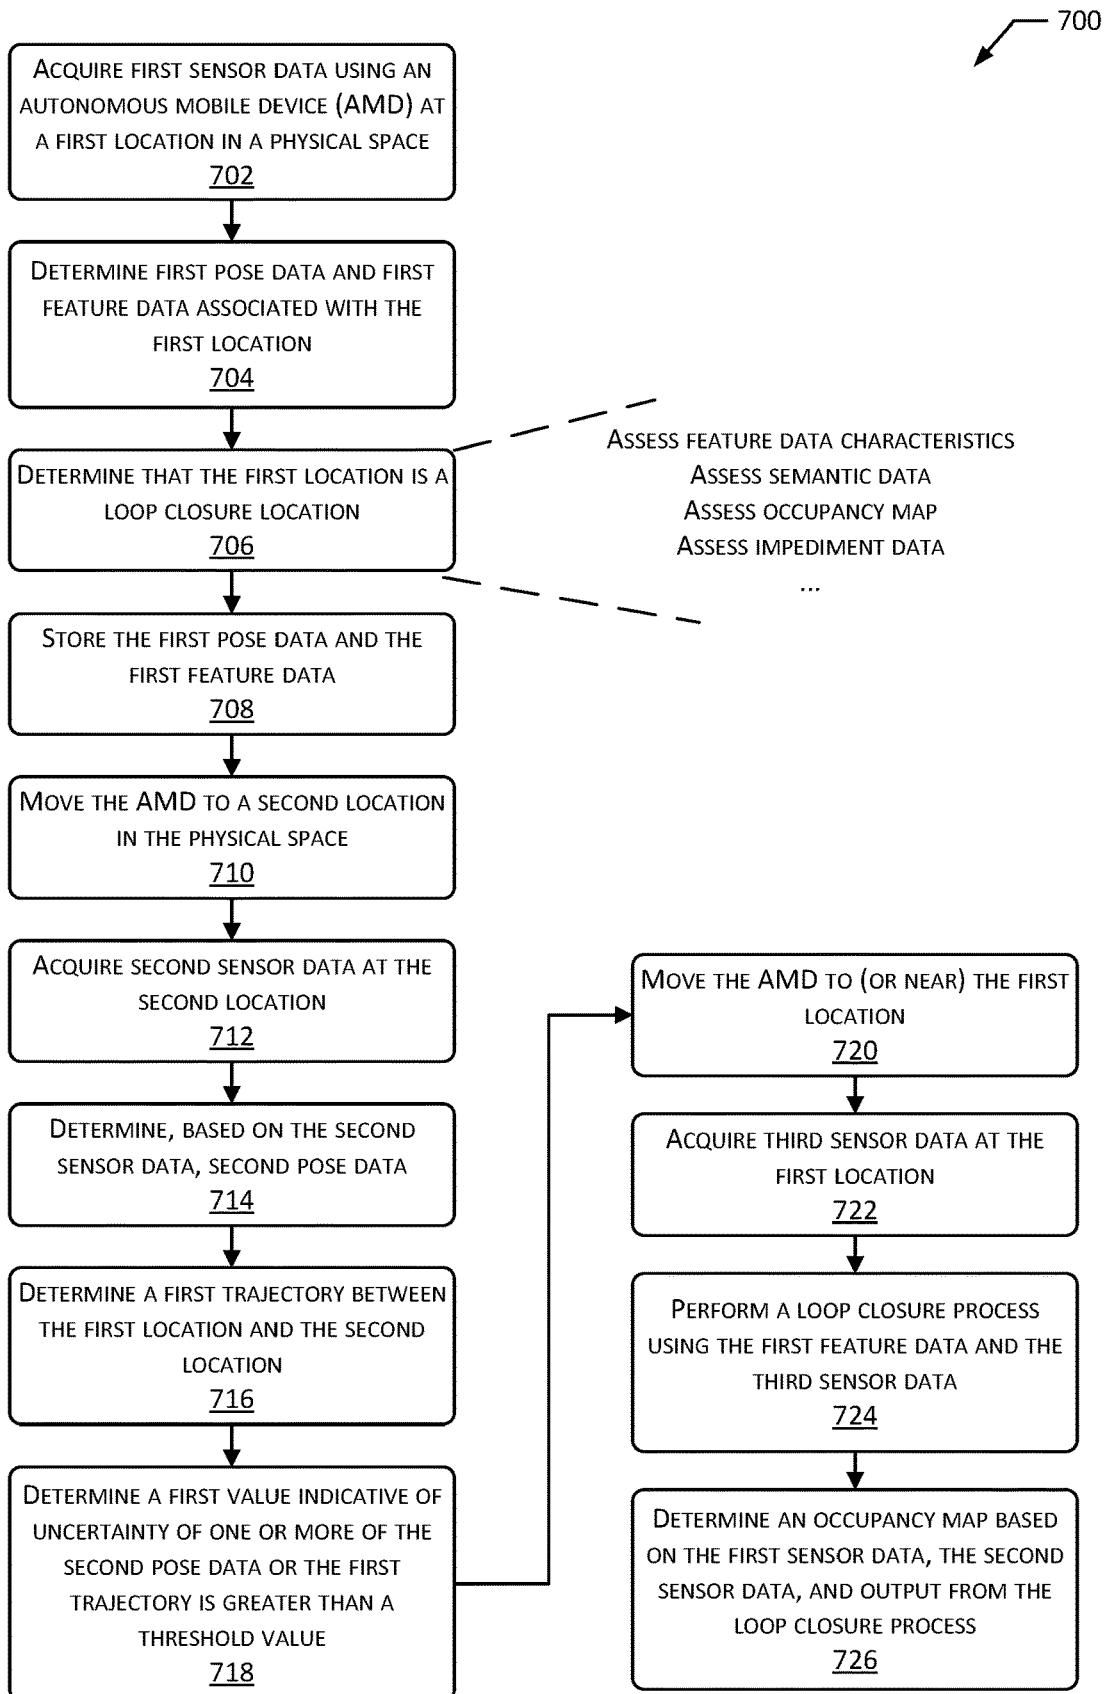 700
ACQUIRE FIRST SENSOR DATA USING AN
AUTONOMOUS MOBILE DEVICE (AMD) AT
A FIRST LOCATION IN A PHYSICAL SPACE
702
DETERMINE FIRST POSE DATA AND FIRST
FEATURE DATA ASSOCIATED WITH THE
FIRST LOCATION
704
DETERMINE THAT THE FIRST LOCATION IS A
LOOP CLOSURE LOCATION
706
ASSESS FEATURE DATA CHARACTERISTICS
ASSESS SEMANTIC DATA
ASSESS OCCUPANCY MAP
ASSESS IMPEDIMENT DATA
...
STORE THE FIRST POSE DATA AND THE
FIRST FEATURE DATA
708
MOVE THE AMD TO A SECOND LOCATION
IN THE PHYSICAL SPACE
710
ACQUIRE SECOND SENSOR DATA AT THE
SECOND LOCATION
712
DETERMINE, BASED ON THE SECOND
SENSOR DATA, SECOND POSE DATA
714
DETERMINE A FIRST TRAJECTORY BETWEEN
THE FIRST LOCATION AND THE SECOND
LOCATION
716
DETERMINE A FIRST VALUE INDICATIVE OF
UNCERTAINTY OF ONE OR MORE OF THE
SECOND POSE DATA OR THE FIRST
TRAJECTORY IS GREATER THAN A
THRESHOLD VALUE
718
MOVE THE AMD TO (OR NEAR) THE FIRST
LOCATION
720
ACQUIRE THIRD SENSOR DATA AT THE
FIRST LOCATION
722
PERFORM A LOOP CLOSURE PROCESS
USING THE FIRST FEATURE DATA AND THE
THIRD SENSOR DATA
724
DETERMINE AN OCCUPANCY MAP BASED
ON THE FIRST SENSOR DATA, THE SECOND
SENSOR DATA, AND OUTPUT FROM THE
LOOP CLOSURE PROCESS
726